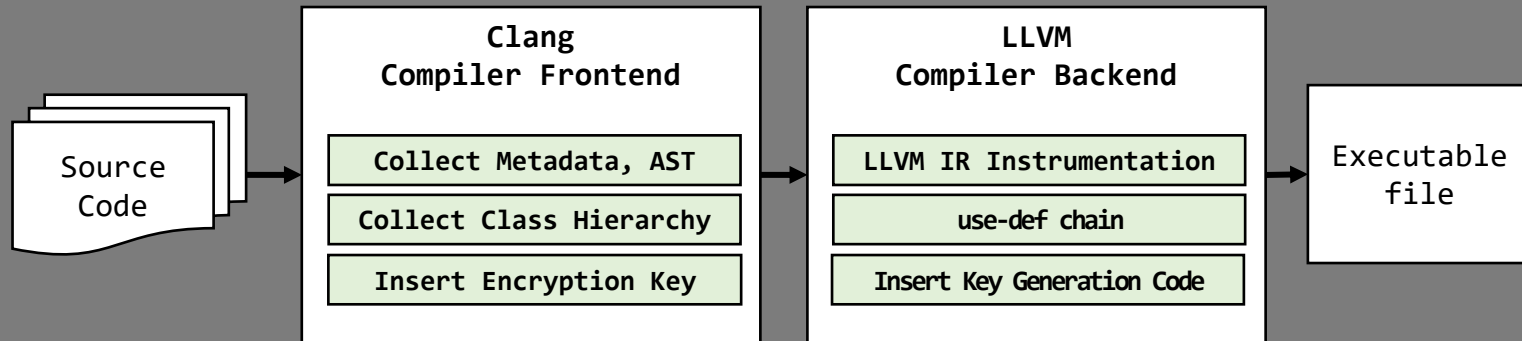 Source
Code
Clang
Compiler Frontend
Collect Metadata, AST
Collect Class Hierarchy
Insert Encryption Key
LLVM
Compiler Backend
LLVM IR Instrumentation
use-def chain
Insert Key Generation Code
Executable
file